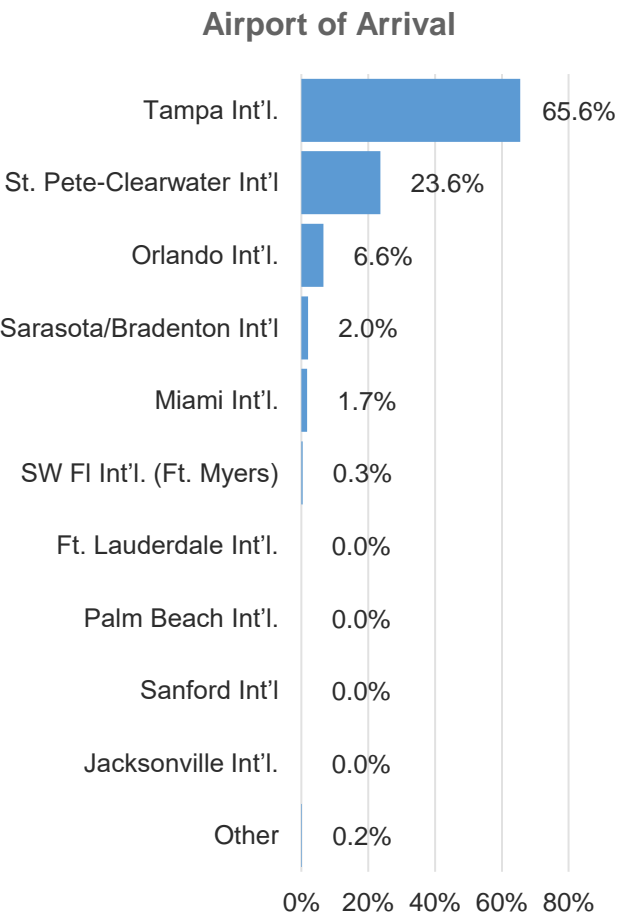 Airport of Arrival
Tampa Int’l. 65.6%
St. Pete-Clearwater Int’l 23.6%
Orlando Int’l. 6.6%
Sarasota/Bradenton Int’l 2.0%
Miami Int’l. 1.7%
SW Fl Int’l. (Ft. Myers) 0.3%
Ft. Lauderdale Int’l. 0.0%
Palm Beach Int’l. 0.0%
Sanford Int’l 0.0%
Jacksonville Int’l. 0.0%
Other 0.2%
0% 20% 40% 60% 80%